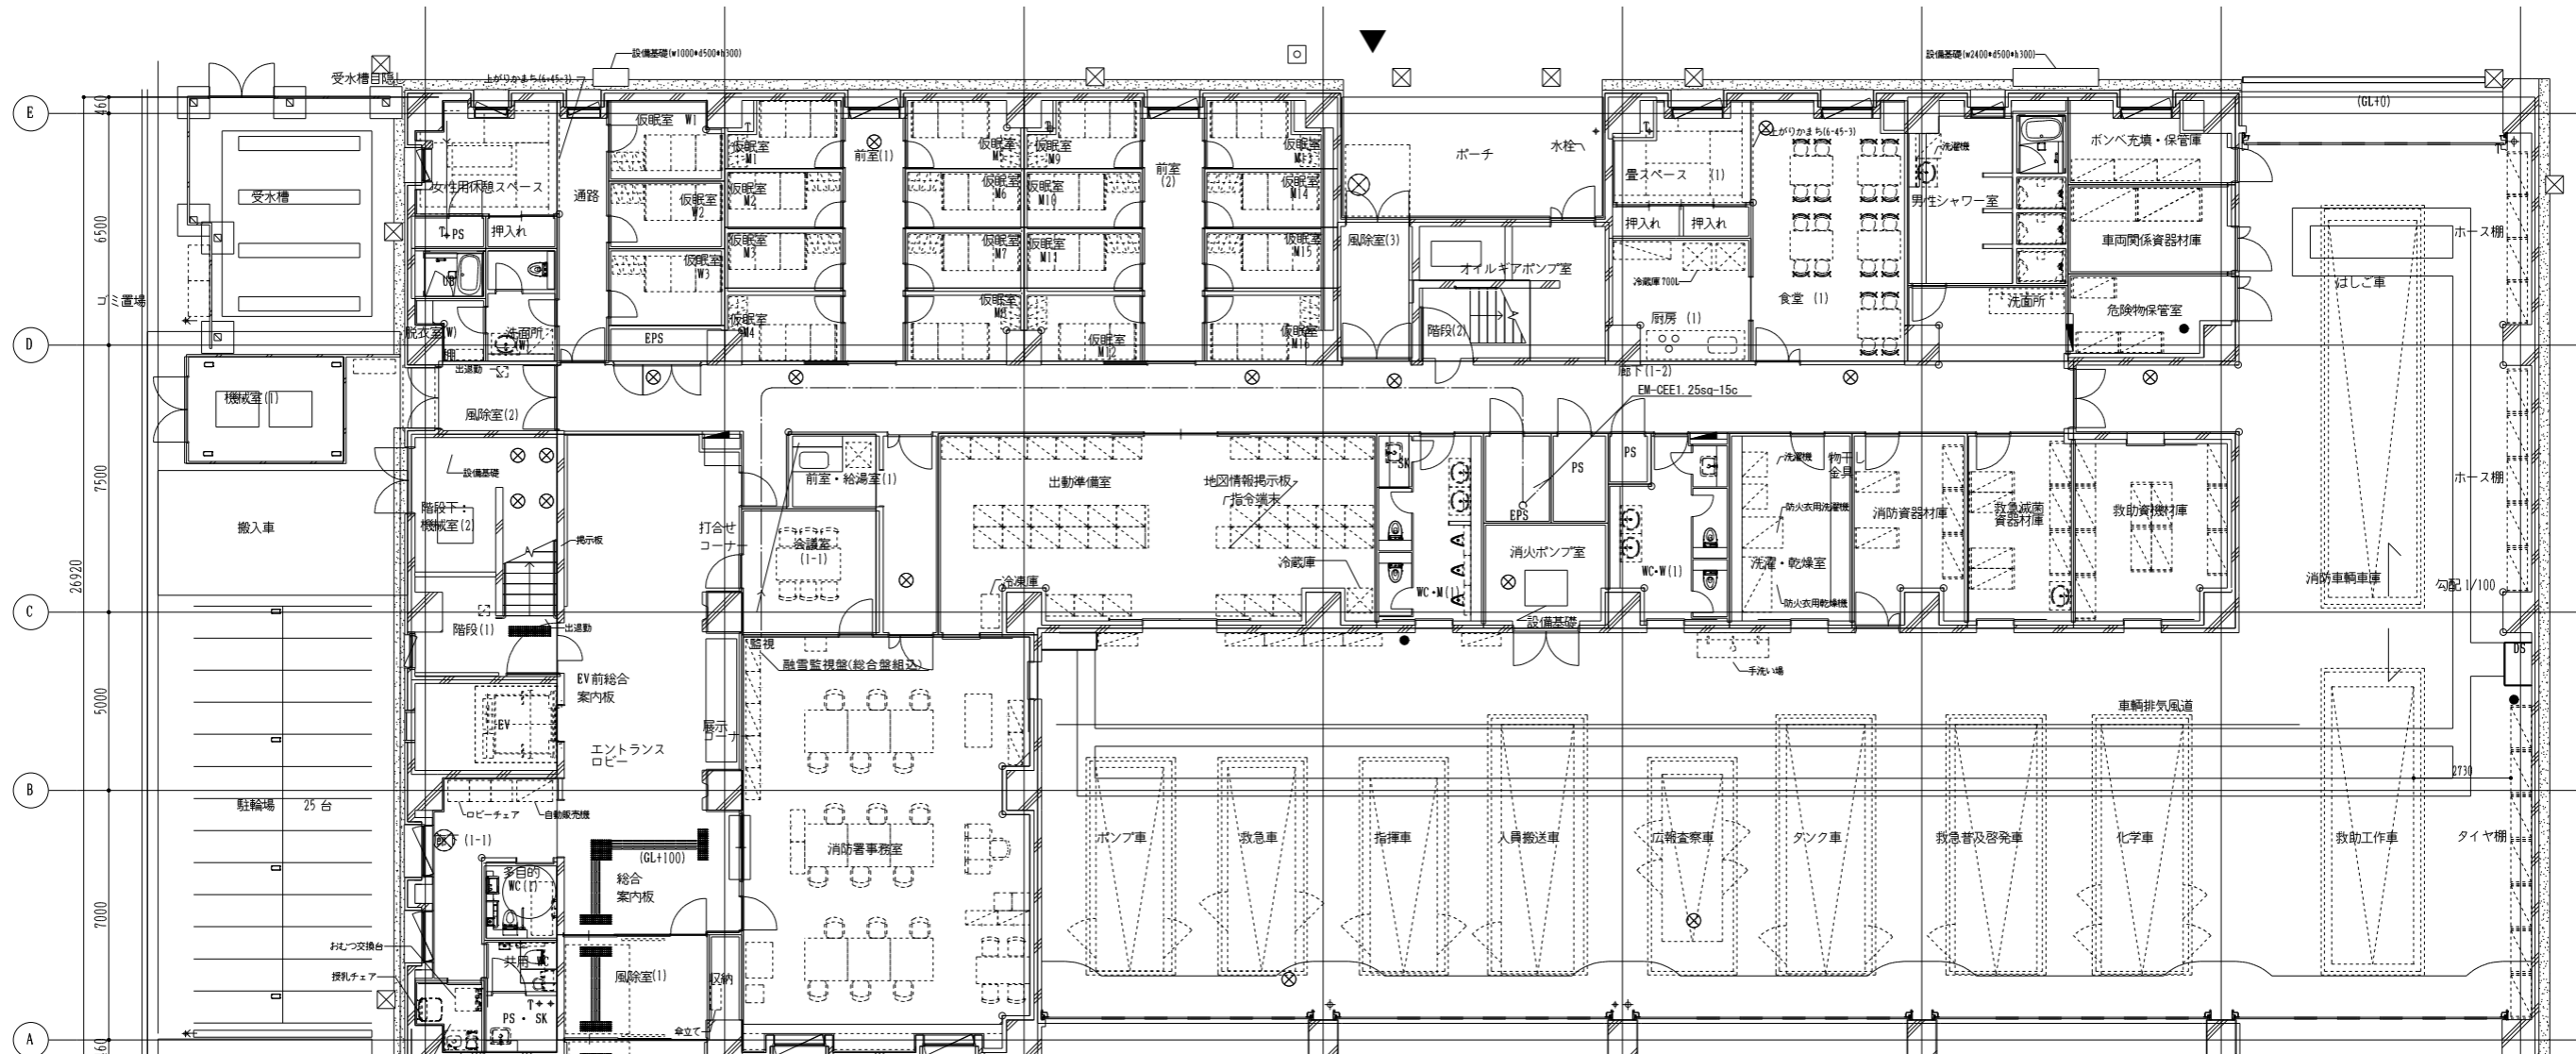 設備基礎(w1000*d500*h300)
設備基礎(w2400*d500*h300)
受水槽目隠し
上がりかまち(6-45-3)
(GL+0)
E
460
仮眠室 W1
仮眠室
M1
前室(1)
仮眠室
M5
仮眠室
M9
前室
(2)
仮眠室
M13
ポーチ
水栓
上がりかまち(6-45-3)
洗濯機
ボンベ充填・保管庫
受水槽
女性用休憩スペース
通路
仮眠室
W2
仮眠室
M2
仮眠室
M6
仮眠室
M10
仮眠室
M14
畳スペース (1)
男性シャワー室
6500
PS
押入れ
仮眠室
M3
仮眠室
M7
仮眠室
M11
仮眠室
M15
風除室(3)
押入れ
押入れ
車両関係資器材庫
ホース棚
UB
仮眠室
W3
オイルギアポンプ室
冷蔵庫700L
はしご車
ゴミ置場
仮眠室
M4
仮眠室
M8
仮眠室
M12
仮眠室
M16
食堂 (1)
洗面所
危険物保管室
脱衣室(W)
洗面所
(W)
EPS
階段(2)
厨房 (1)
D
棚
出退勤
廊下(1-2)
EM-CEE1.25sq-15c
機械室(1)
風除室(2)
設備基礎
前室・給湯室(1)
出動準備室
地図情報掲示板
指令端末
SK
PS
PS
洗濯機
物干し
金具
ホース棚
7500
搬入車
階段下:
機械室(2)
掲示板
打合せ
コーナー
会議室
(1-1)
EPS
防火衣用洗濯機
消防資器材庫
救急滅菌
資器材庫
救助資機材庫
26920
冷凍庫
冷蔵庫
消火ポンプ室
WC・M(1)
WC・W(1)
洗濯・乾燥室
防火衣用乾燥機
消防車輌車庫
勾配1/100
C
階段(1)
出退勤
設備基礎
監視
融雪監視盤(総合盤組込)
手洗い場
DS
5000
EV前総合
案内板
EV
展示
コーナー
車輌排気風道
エントランス
ロビー
B
2730
駐輪場 25 台
ロビーチェア
自動販売機
廊下 (1-1)
(GL+100)
消防署事務室
ポンプ車
救急車
指揮車
人員搬送車
広報査察車
タンク車
救急普及啓発車
化学車
救助工作車
タイヤ棚
多目的
WC(1)
総合
案内板
7000
おむつ交換台
授乳チェア
共用 WC
風除室(1)
収納
PS ・ SK
傘立て
A